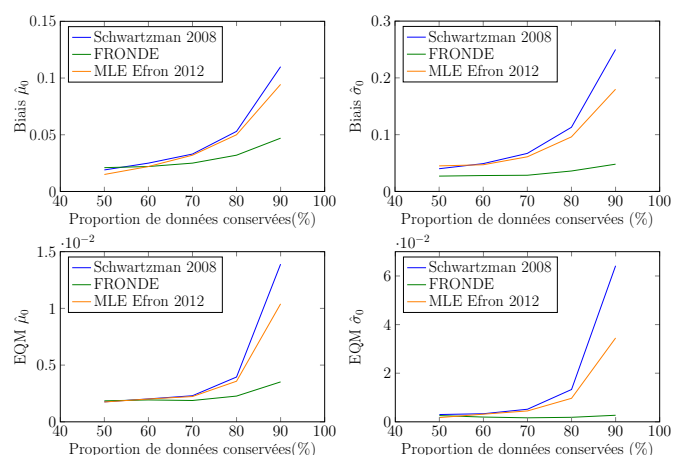 0.15
0.1
0.05
0
Biais μ̂₀
Schwartzman 2008
FRONDE
MLE Efron 2012
40 50 60 70 80 90 100
Proportion de données conservées(%)
0.3
0.2
0.1
0
Biais σ̂₀
Schwartzman 2008
FRONDE
MLE Efron 2012
40 50 60 70 80 90 100
Proportion de données conservées (%)
·10⁻²
1.5
1
0.5
0
EQM μ̂₀
Schwartzman 2008
FRONDE
MLE Efron 2012
40 50 60 70 80 90 100
Proportion de données conservées (%)
·10⁻²
6
4
2
0
EQM σ̂₀
Schwartzman 2008
FRONDE
MLE Efron 2012
40 50 60 70 80 90 100
Proportion de données conservées (%)